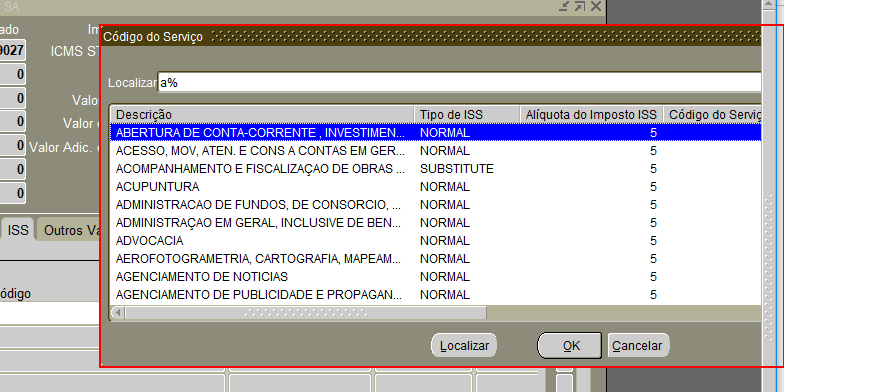 SA
ado
Im
9027
ICMS ST
0
0
Valo
0
Valor
0
Valor Adic.
0
0
ISS
Outros Va
ódigo
Código do Serviço
Localizar a%
Descrição Tipo de ISS Alíquota do Imposto ISS Código do Serviç
ABERTURA DE CONTA-CORRENTE , INVESTIMEN... NORMAL 5
ACESSO, MOV, ATEN. E CONS A CONTAS EM GER... NORMAL 5
ACOMPANHAMENTO E FISCALIZAÇAO DE OBRAS ... SUBSTITUTE 5
ACUPUNTURA NORMAL 5
ADMINISTRACAO DE FUNDOS, DE CONSORCIO, ... NORMAL 5
ADMINISTRAÇAO EM GERAL, INCLUSIVE DE BEN... NORMAL 5
ADVOCACIA NORMAL 5
AEROFOTOGRAMETRIA, CARTOGRAFIA, MAPEAM... NORMAL 5
AGENCIAMENTO DE NOTICIAS NORMAL 5
AGENCIAMENTO DE PUBLICIDADE E PROPAGAN... NORMAL 5
Localizar OK Cancelar